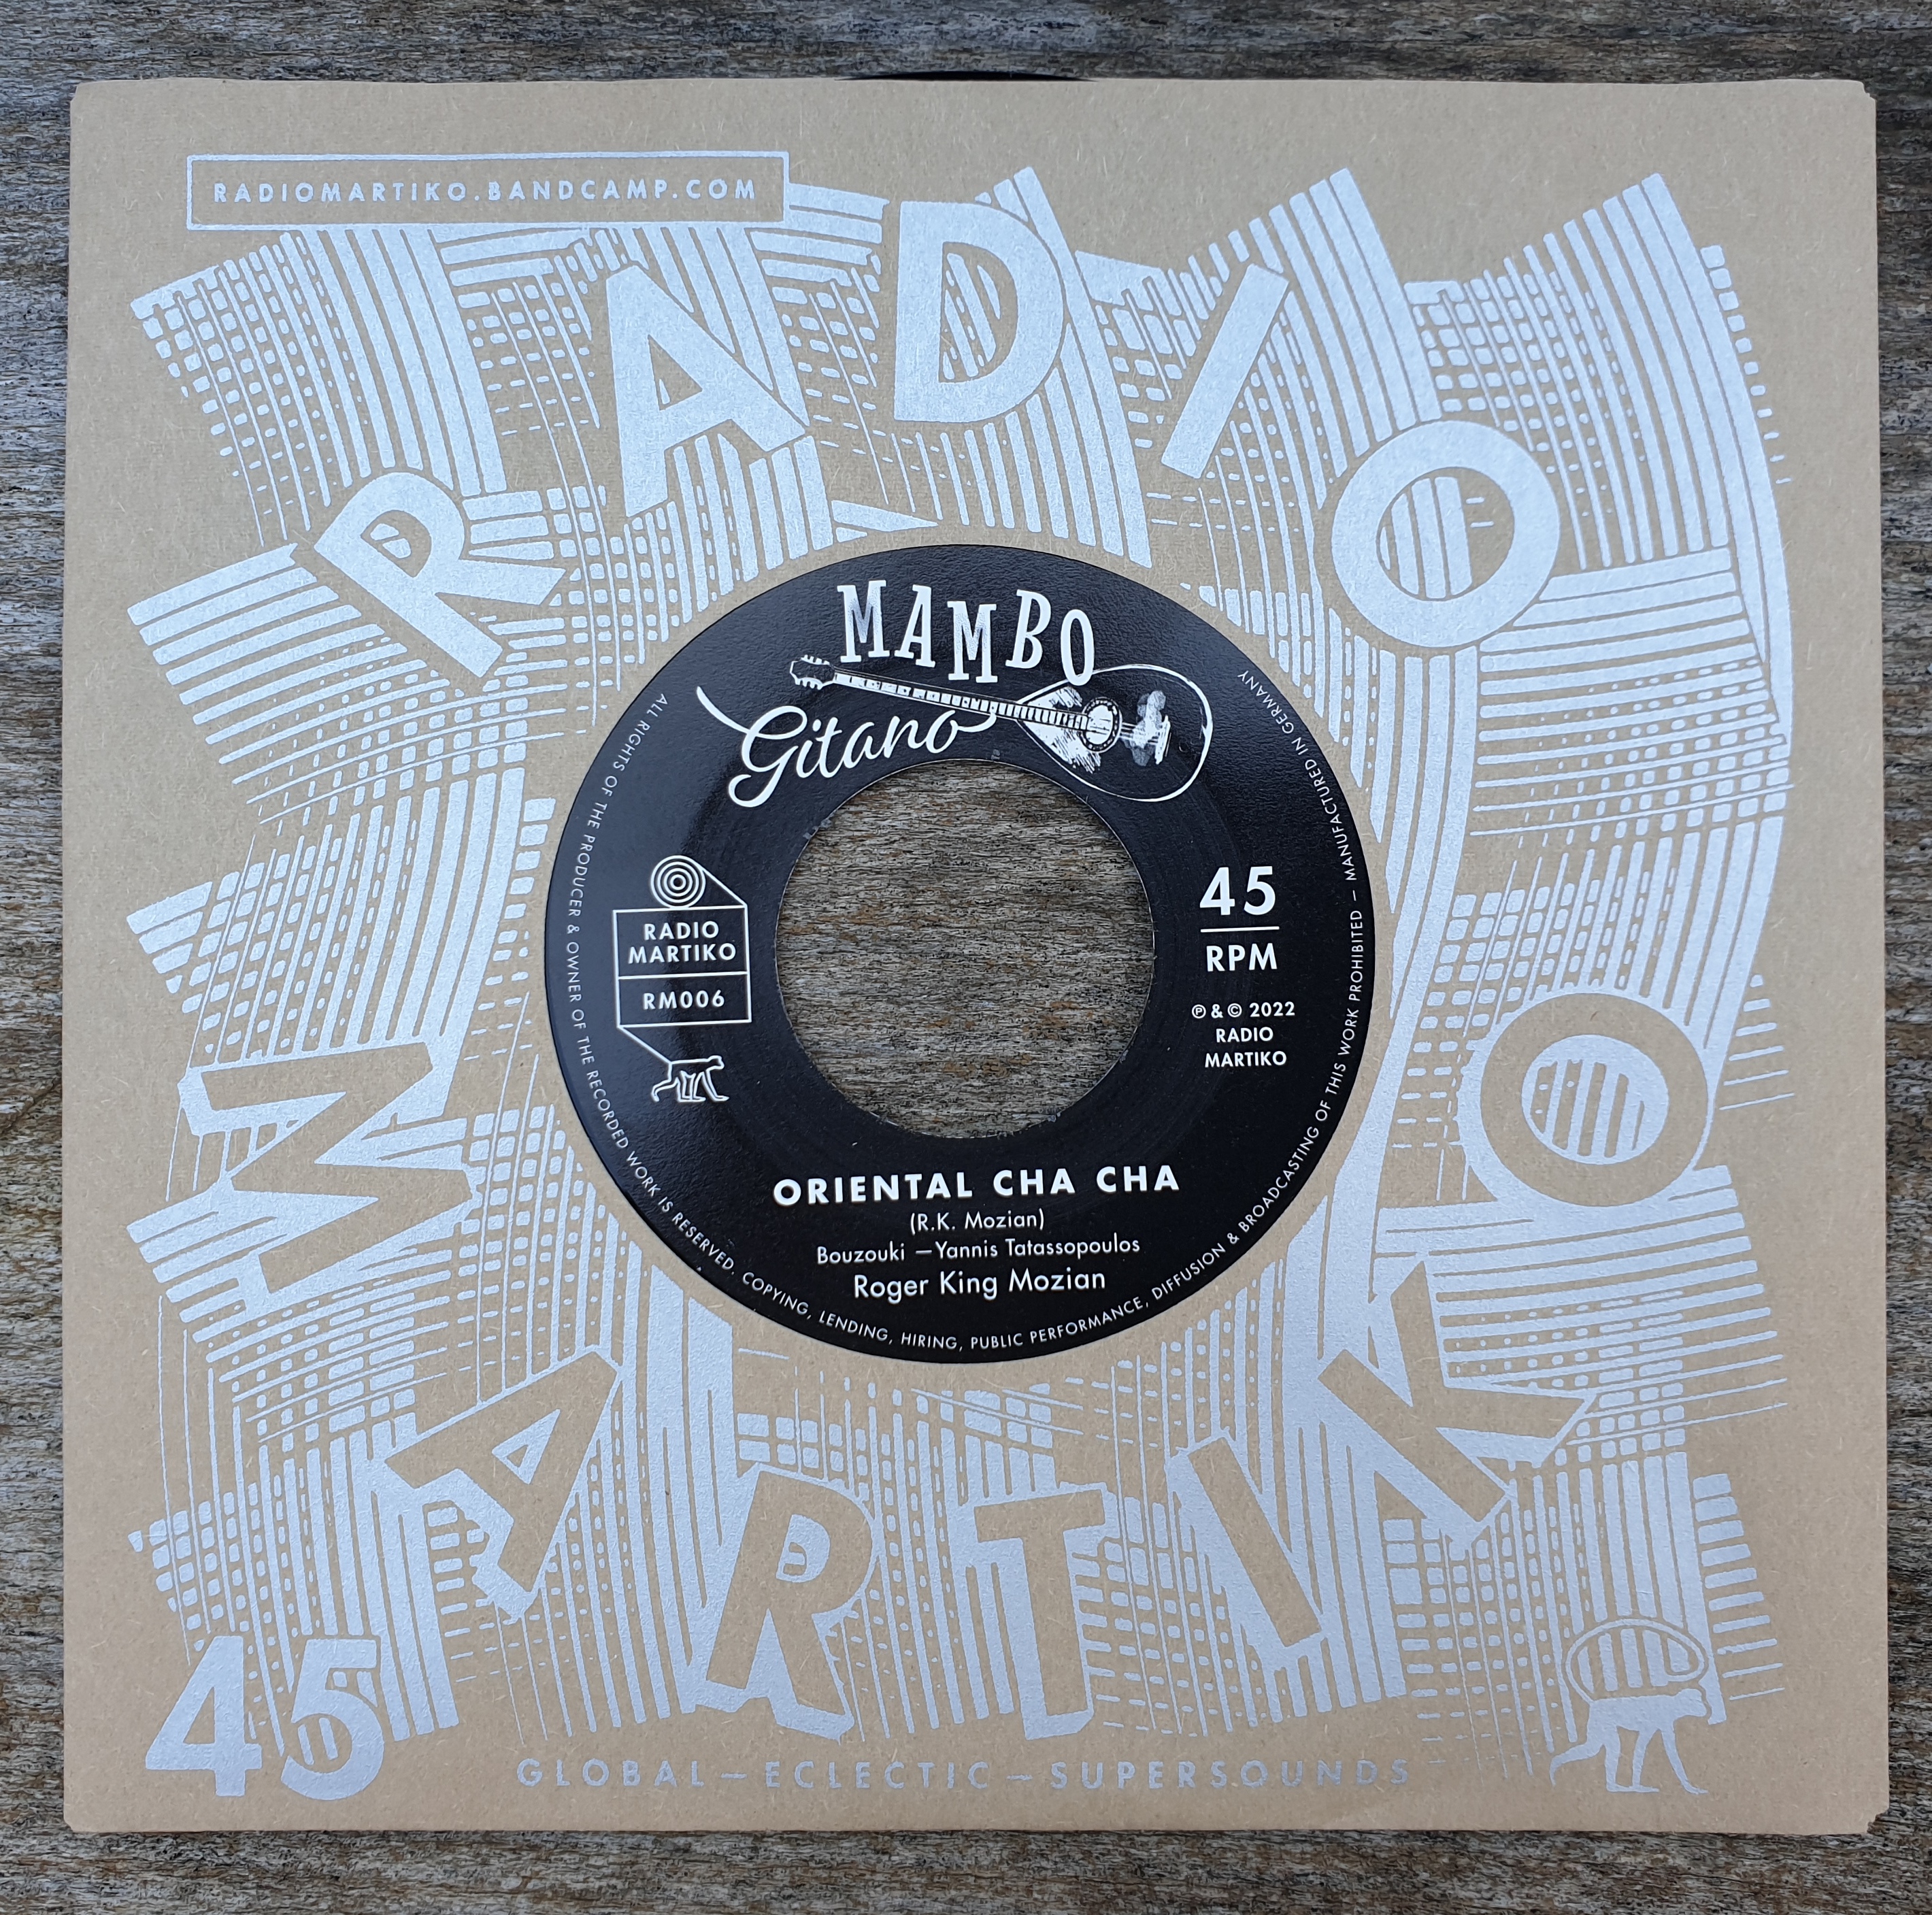 RADIOMARTIKO.BANDCAMP.COM
RADIO
MARTIKO
MAMBO
Gitano
RADIO
MARTIKO
RM006
45
RPM
℗ & © 2022
RADIO
MARTIKO
ORIENTAL CHA CHA
(R.K. Mozian)
Bouzouki – Yannis Tatassopoulos
Roger King Mozian
ALL RIGHTS OF THE PRODUCER & OWNER OF THE RECORDED WORK IS RESERVED. COPYING, LENDING, HIRING, PUBLIC PERFORMANCE, DIFFUSION & BROADCASTING OF THIS WORK PROHIBITED – MANUFACTURED IN GERMANY
45
GLOBAL – ECLECTIC – SUPERSOUNDS